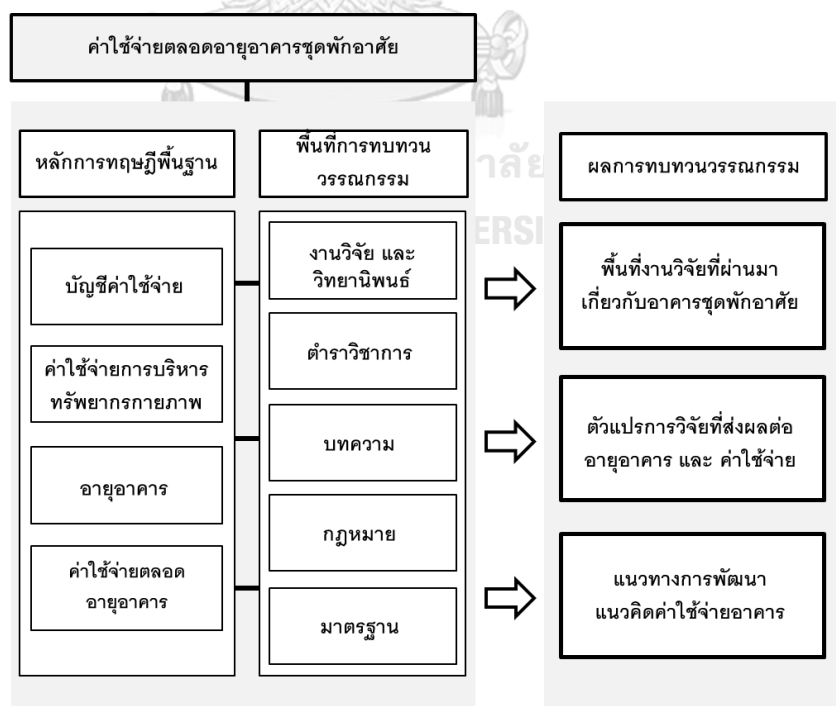 ค่าใช้จ่ายตลอดอายุอาคารชุดพักอาศัย
หลักการทฤษฎีพื้นฐาน
บัญชีค่าใช้จ่าย
ค่าใช้จ่ายการบริหาร
ทรัพยากรกายภาพ
อายุอาคาร
ค่าใช้จ่ายตลอด
อายุอาคาร
พื้นที่การทบทวน
วรรณกรรม
งานวิจัย และ
วิทยานิพนธ์
ตำราวิชาการ
บทความ
กฎหมาย
มาตรฐาน
าลัย
ERSI
ผลการทบทวนวรรณกรรม
พื้นที่งานวิจัยที่ผ่านมา
เกี่ยวกับอาคารชุดพักอาศัย
ตัวแปรการวิจัยที่ส่งผลต่อ
อายุอาคาร และ ค่าใช้จ่าย
แนวทางการพัฒนา
แนวคิดค่าใช้จ่ายอาคาร